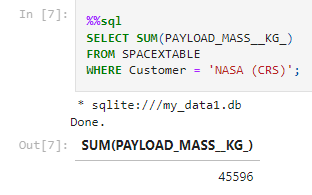 In [7]:
%%sql
SELECT SUM(PAYLOAD_MASS__KG_)
FROM SPACEXTABLE
WHERE Customer = 'NASA (CRS)';
* sqlite:///my_data1.db
Done.
Out[7]: SUM(PAYLOAD_MASS__KG_)
45596